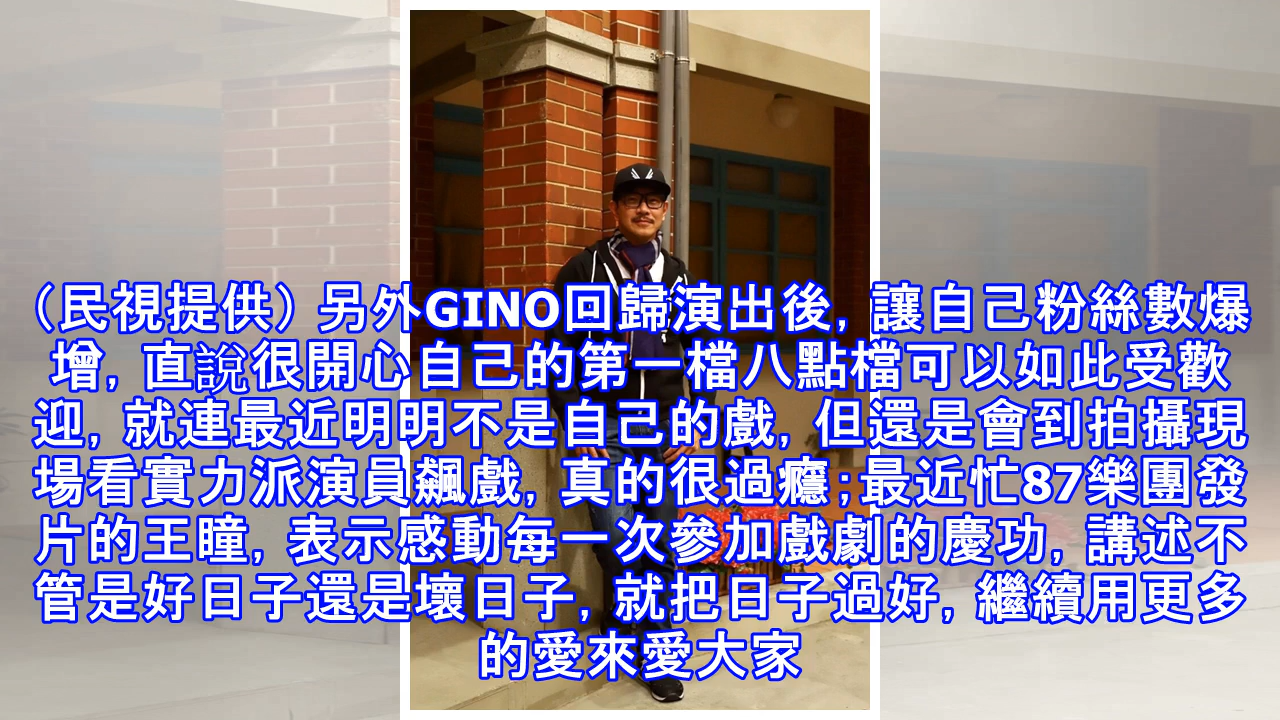 （民視提供）另外GINO回歸演出後, 讓自己粉絲數爆
增, 直說很開心自己的第一檔八點檔可以如此受歡
迎, 就連最近明明不是自己的戲, 但還是會到拍攝現
場看實力派演員飆戲, 真的很過癮;最近忙87樂團發
片的王瞳, 表示感動每一次參加戲劇的慶功, 講述不
管是好日子還是壞日子, 就把日子過好, 繼續用更多
的愛來愛大家